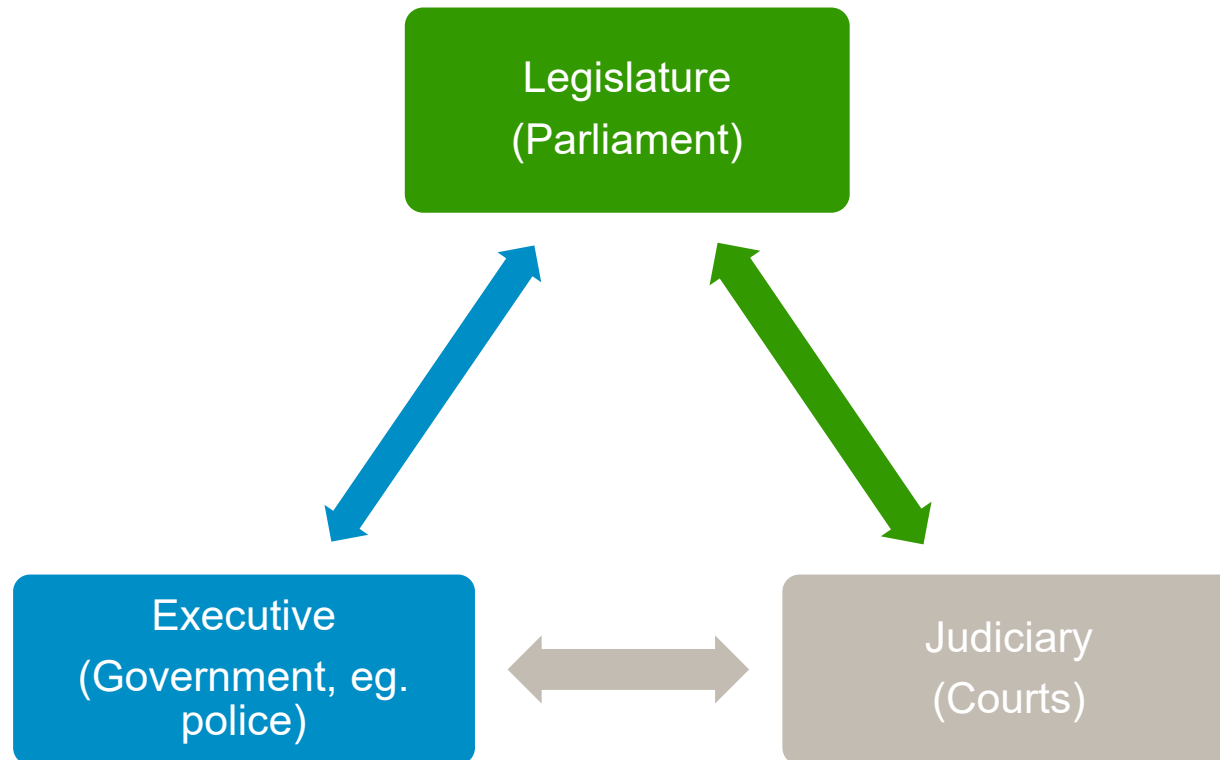 Legislature
(Parliament)
Executive
(Government, eg.
police)
Judiciary
(Courts)